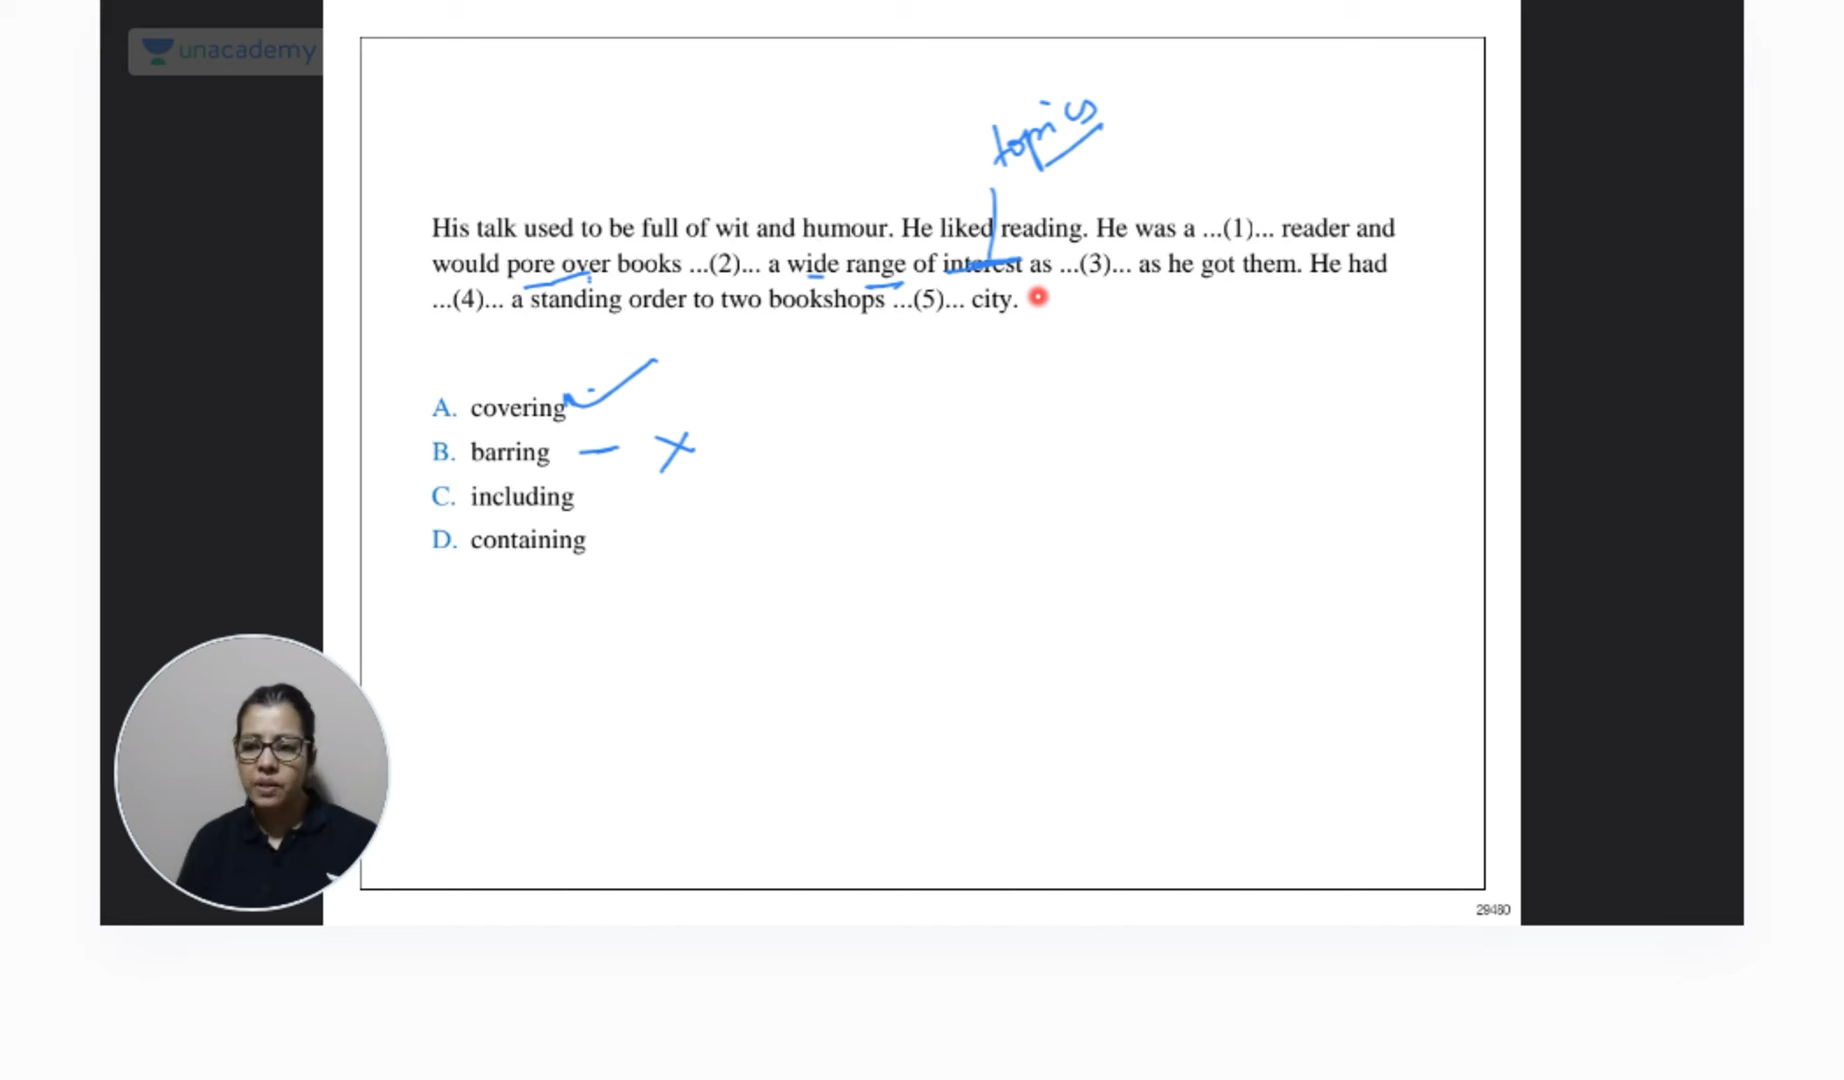 unacademy
topics
His talk used to be full of wit and humour. He liked reading. He was a ...(1)... reader and
would pore over books ...(2)... a wide range of interest as ...(3)... as he got them. He had
...(4)... a standing order to two bookshops ...(5)... city.
A. covering
B. barring
C. including
D. containing
29480